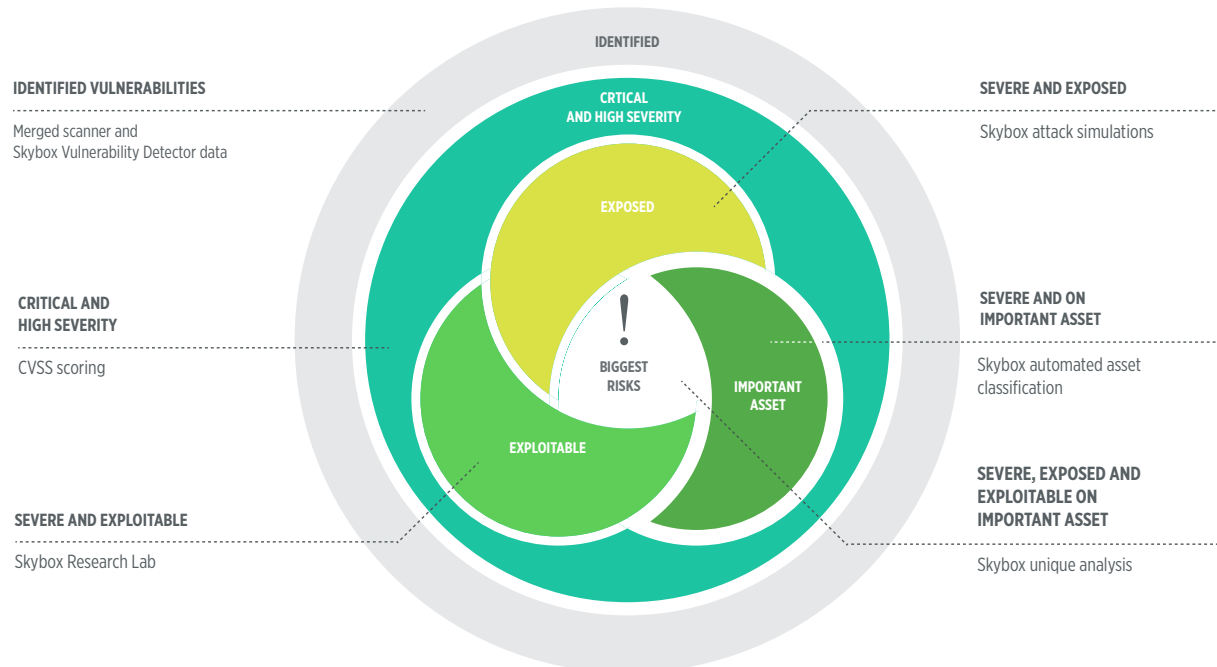 IDENTIFIED
IDENTIFIED VULNERABILITIES
Merged scanner and
Skybox Vulnerability Detector data
CRTICAL
AND HIGH SEVERITY
SEVERE AND EXPOSED
Skybox attack simulations
EXPOSED
CRITICAL AND
HIGH SEVERITY
CVSS scoring
!
BIGGEST
RISKS
IMPORTANT
ASSET
SEVERE AND ON
IMPORTANT ASSET
Skybox automated asset
classification
EXPLOITABLE
SEVERE AND EXPLOITABLE
Skybox Research Lab
SEVERE, EXPOSED AND
EXPLOITABLE ON
IMPORTANT ASSET
Skybox unique analysis